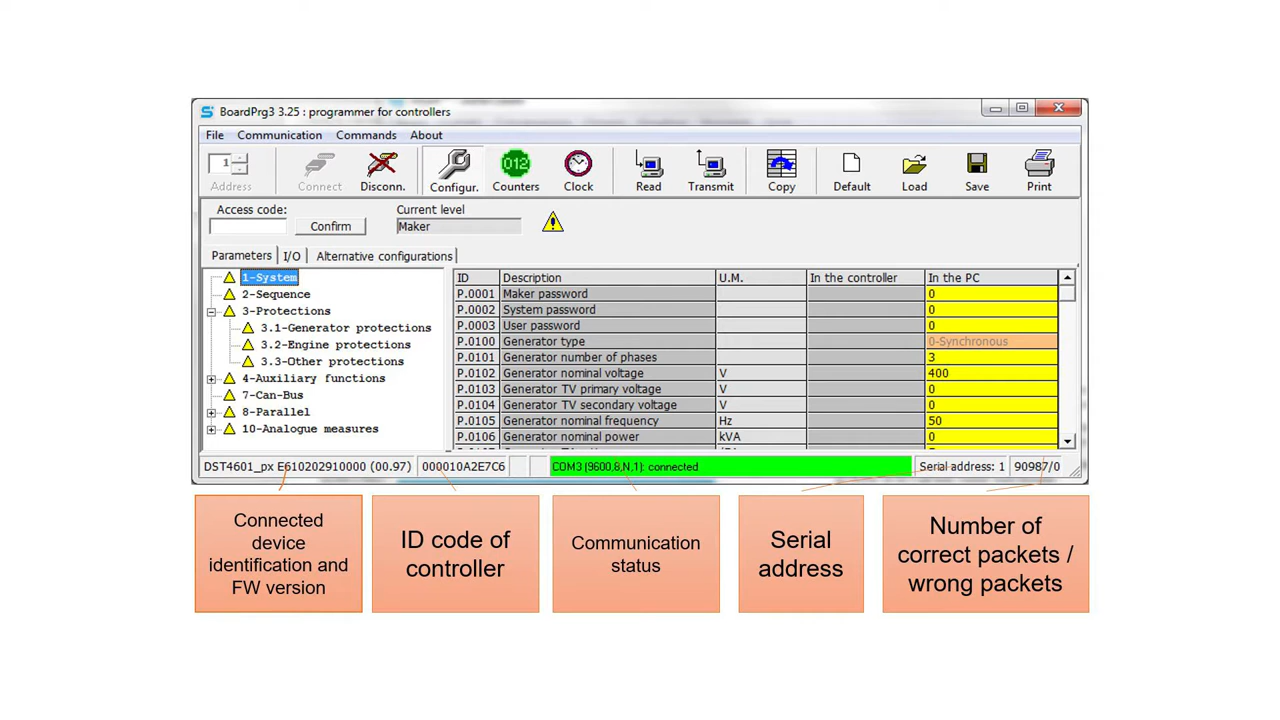 BoardPrg3 3.25 : programmer for controllers
File Communication Commands About
1
Address Connect Disconn. Configur. 012 Counters Clock Read Transmit Copy Default Load Save Print
Access code: Current level
Confirm Maker
Parameters I/O Alternative configurations
1-System
2-Sequence
3-Protections
3.1-Generator protections
3.2-Engine protections
3.3-Other protections
4-Auxiliary functions
7-Can-Bus
8-Parallel
10-Analogue measures
ID Description U.M. In the controller In the PC
P.0001 Maker password 0
P.0002 System password 0
P.0003 User password 0
P.0100 Generator type 0-Synchronous
P.0101 Generator number of phases 3
P.0102 Generator nominal voltage V 400
P.0103 Generator TV primary voltage V 0
P.0104 Generator TV secondary voltage V 0
P.0105 Generator nominal frequency Hz 50
P.0106 Generator nominal power kVA 0
DST4601_px E610202910000 (00.97) 000010A2E7C6 COM3 (9600,8,N,1): connected Serial address: 1 90987/0
Connected
device
identification and
FW version
ID code of
controller
Communication
status
Serial
address
Number of
correct packets /
wrong packets